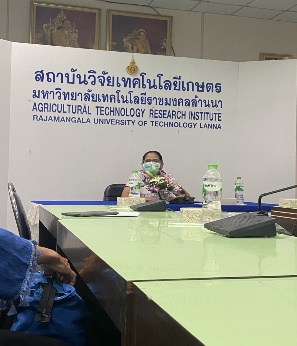 สถาบันวิจัยเทคโนโลยีเกษตร
มหาวิทยาลัยเทคโนโลยีราชมงคลล้านนา
AGRICULTURAL TECHNOLOGY RESEARCH INSTITUTE
RAJAMANGALA UNIVERSITY OF TECHNOLOGY LANNA